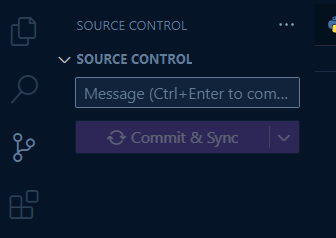 SOURCE CONTROL
SOURCE CONTROL
Message (Ctrl+Enter to com...
Commit & Sync